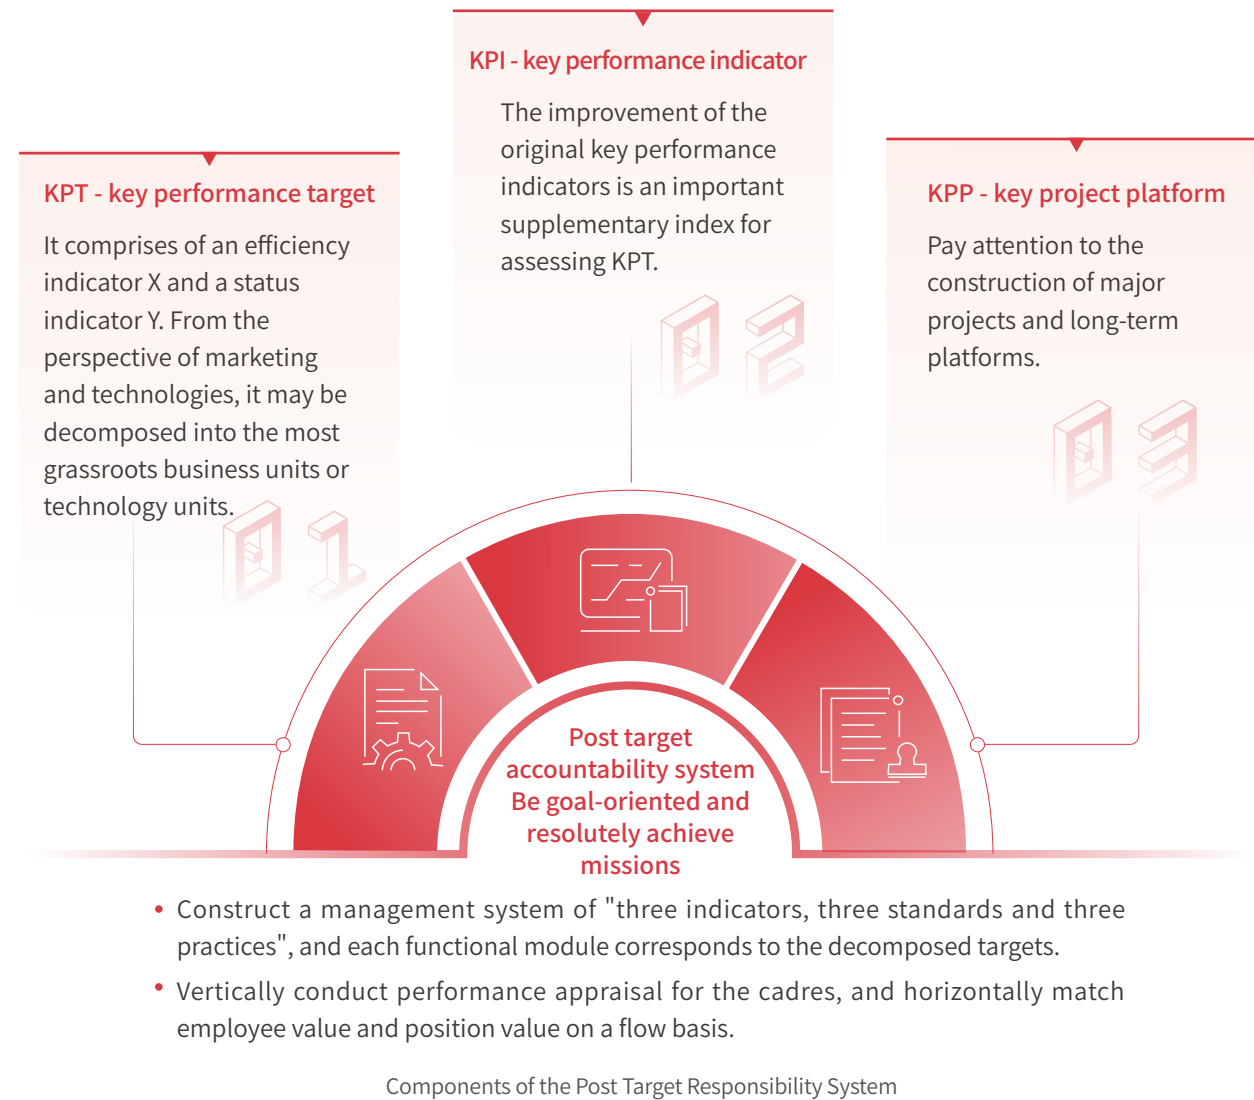 KPT - key performance target
It comprises of an efficiency
indicator X and a status
indicator Y. From the
perspective of marketing
and technologies, it may be
decomposed into the most
grassroots business units or
technology units.
01
KPI - key performance indicator
The improvement of the
original key performance
indicators is an important
supplementary index for
assessing KPT.
02
KPP - key project platform
Pay attention to the
construction of major
projects and long-term
platforms.
03
Post target
accountability system
Be goal-oriented and
resolutely achieve
missions
• Construct a management system of "three indicators, three standards and three
practices", and each functional module corresponds to the decomposed targets.
• Vertically conduct performance appraisal for the cadres, and horizontally match
employee value and position value on a flow basis.
Components of the Post Target Responsibility System